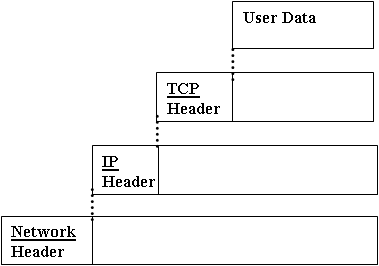 User Data
TCP
Header
IP
Header
Network
Header